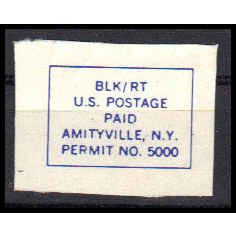 BLK/RT
U.S. POSTAGE
PAID
AMITYVILLE, N.Y.
PERMIT NO. 5000